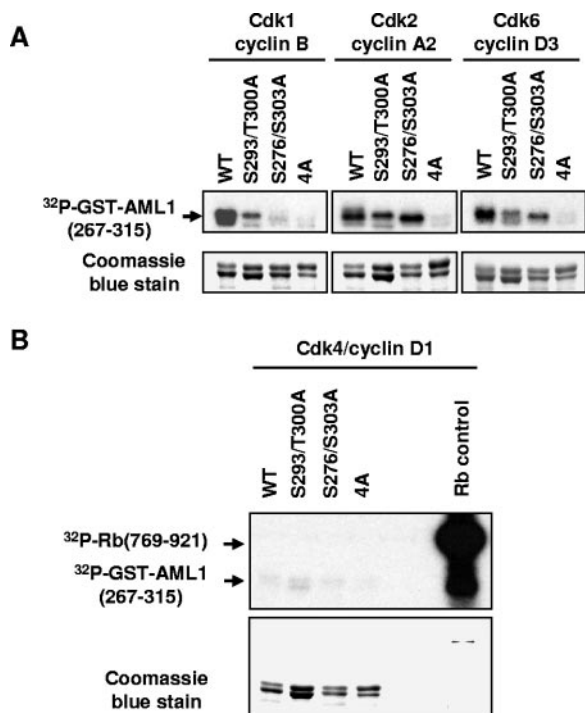 A
Cdk1 Cdk2 Cdk6
cyclin B cyclin A2 cyclin D3
WT S293/T300A S276/S303A 4A WT S293/T300A S276/S303A 4A WT S293/T300A S276/S303A 4A
³²P-GST-AML1
(267-315)
Coomassie
blue stain
B
Cdk4/cyclin D1
WT S293/T300A S276/S303A 4A Rb control
³²P-Rb(769-921)
³²P-GST-AML1
(267-315)
Coomassie
blue stain